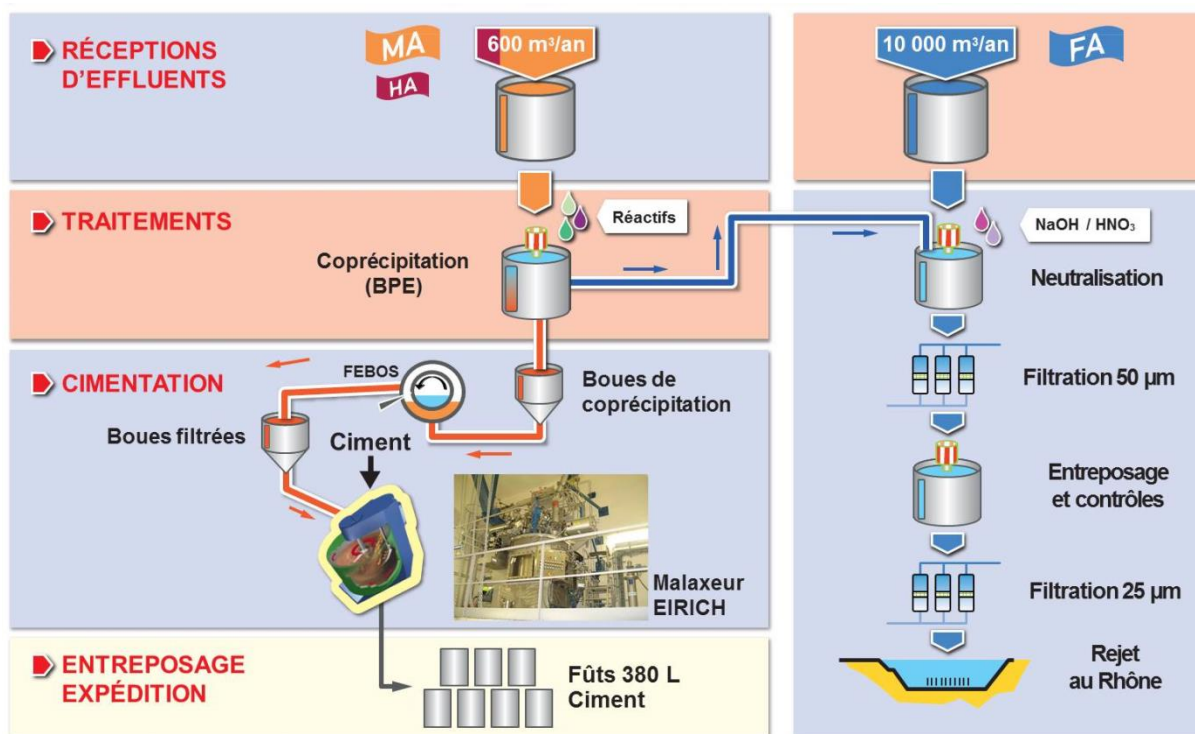 RÉCEPTIONS
D'EFFLUENTS
MA
HA
600 m³/an
10 000 m³/an
FA
TRAITEMENTS
Réactifs
NaOH / HNO₃
Coprécipitation
(BPE)
Neutralisation
CIMENTATION
FEBOS
Boues de
coprécipitation
Filtration 50 µm
Boues filtrées
Ciment
Entreposage
et contrôles
Malaxeur
EIRICH
Filtration 25 µm
ENTREPOSAGE
EXPÉDITION
Fûts 380 L
Ciment
Rejet
au Rhône